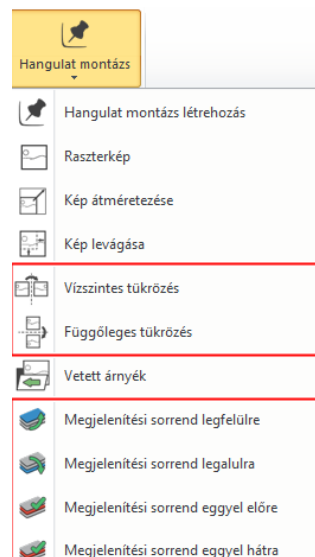 Hangulat montázs
Hangulat montázs létrehozás
Raszterkép
Kép átméretezése
Kép levágása
Vízszintes tükrözés
Függőleges tükrözés
Vetett árnyék
Megjelenítési sorrend legfelülre
Megjelenítési sorrend legalulra
Megjelenítési sorrend eggyel előre
Megjelenítési sorrend eggyel hátra